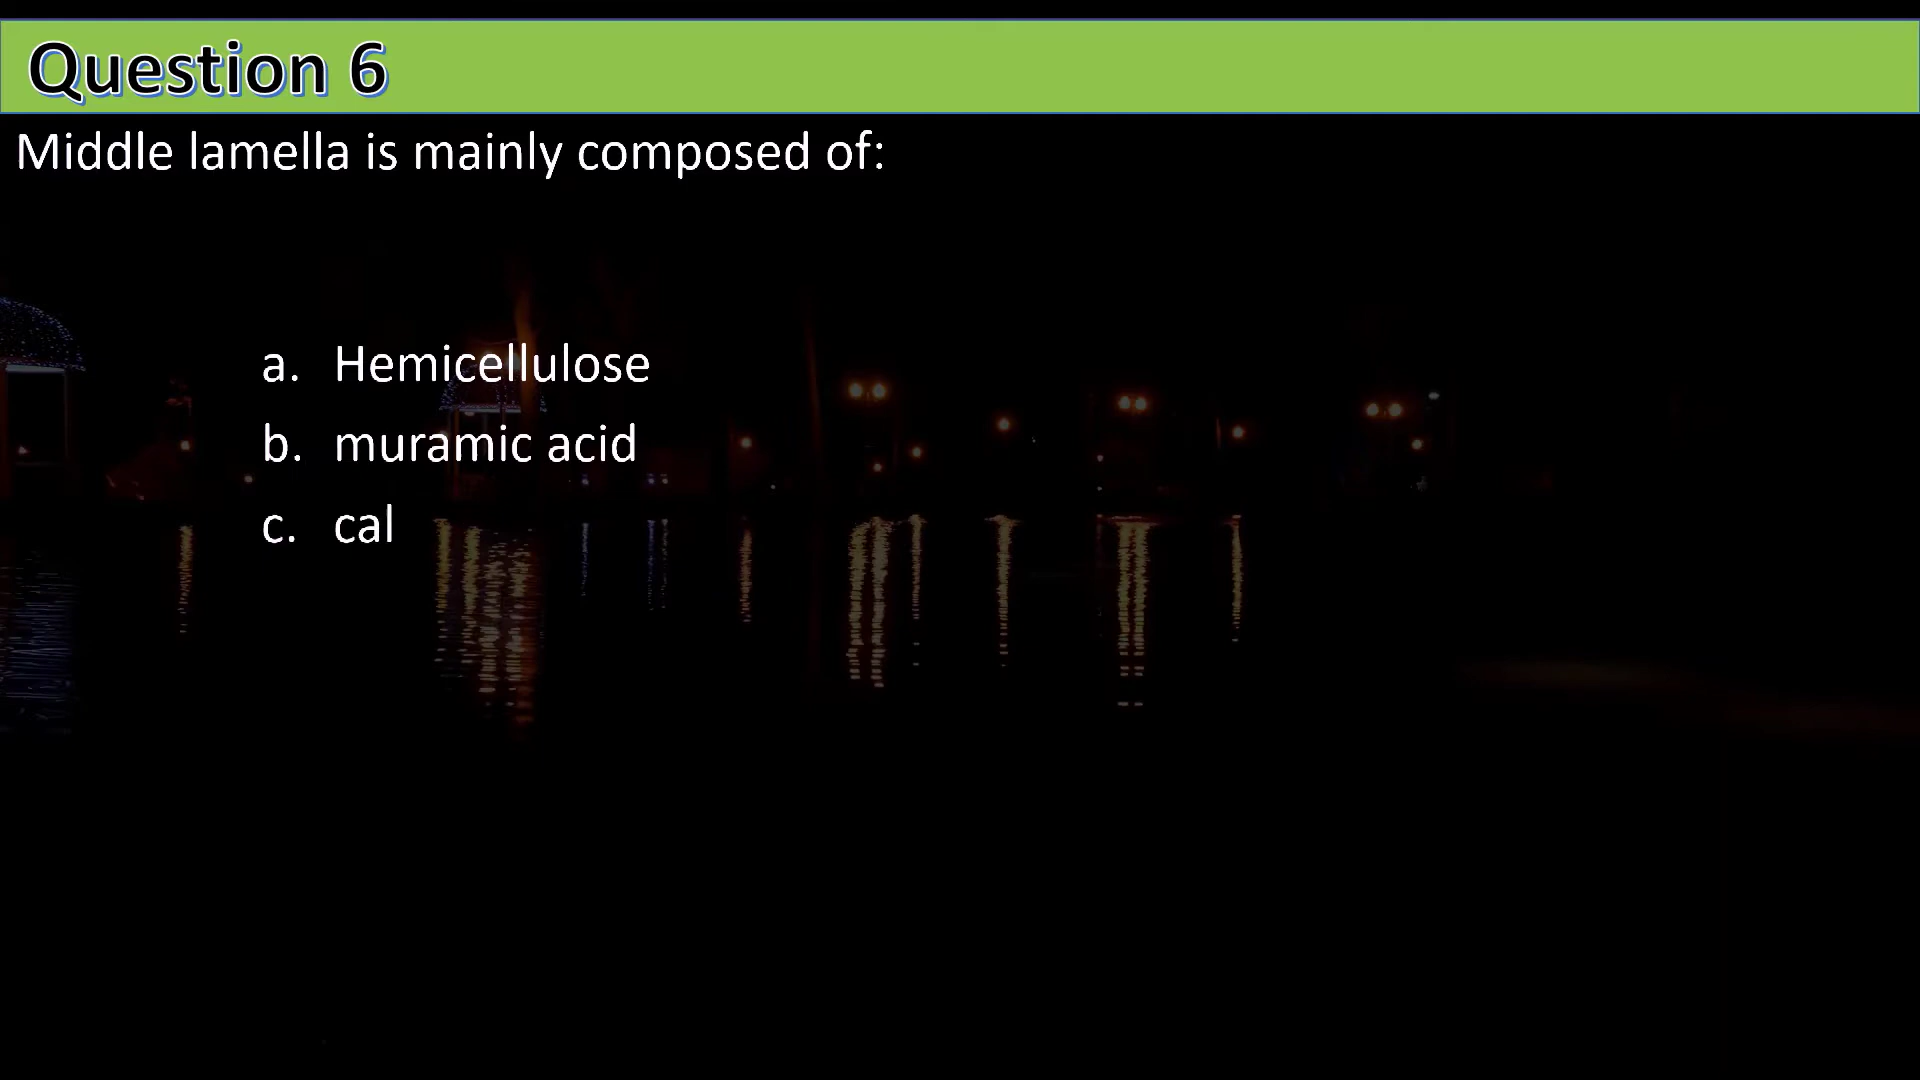 Question 6
Middle lamella is mainly composed of:
a. Hemicellulose
b. muramic acid
c. cal